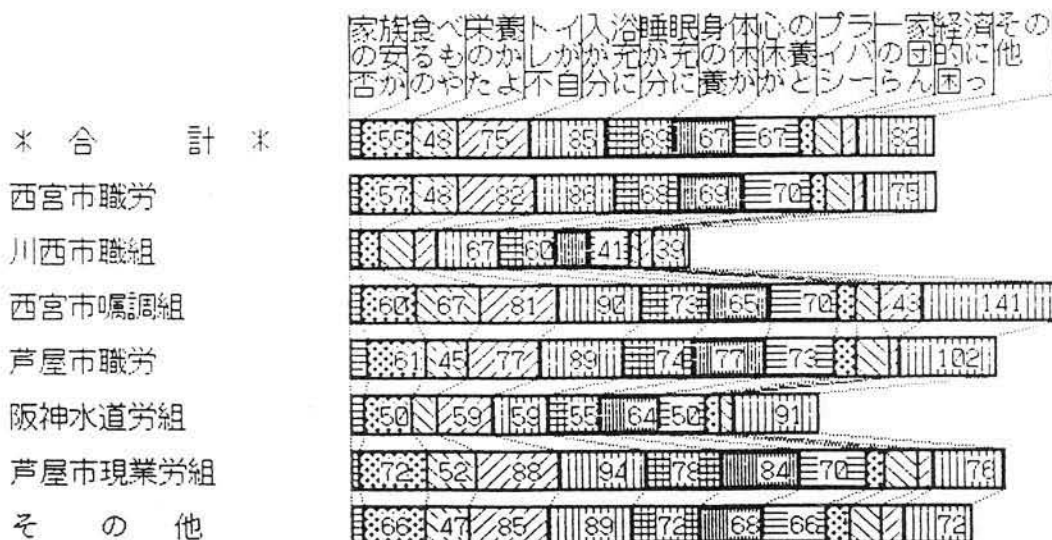 家族食べ栄養トイ入浴睡眠身体心のプラ一家経済その
の安るものかレがが充が充の休休養イバの団的に他
否がのやたよ不自分に分に養ががとシーらん困っ
＊ 合 計 ＊ 55 48 75 85 69 67 67 82
西宮市職労 57 48 82 86 68 69 70 75
川西市職組 67 60 41 39
西宮市嘱調組 60 67 81 90 73 65 70 43 141
芦屋市職労 61 45 77 89 74 77 73 102
阪神水道労組 50 59 59 55 64 50 91
芦屋市現業労組 72 52 88 94 78 84 70 76
その他 66 47 85 89 72 68 66 72